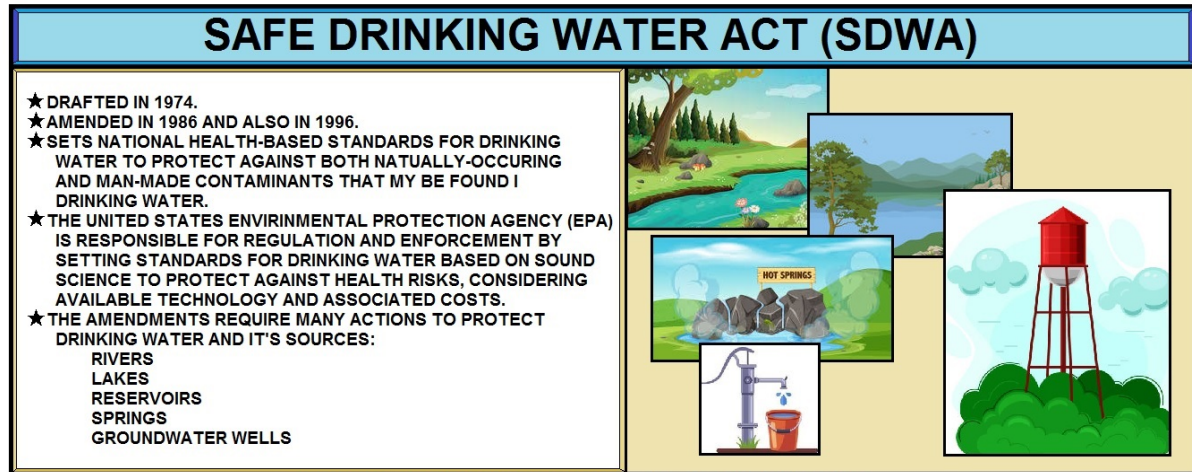 SAFE DRINKING WATER ACT (SDWA)
★DRAFTED IN 1974.
★AMENDED IN 1986 AND ALSO IN 1996.
★SETS NATIONAL HEALTH-BASED STANDARDS FOR DRINKING
WATER TO PROTECT AGAINST BOTH NATUALLY-OCCURING
AND MAN-MADE CONTAMINANTS THAT MY BE FOUND I
DRINKING WATER.
★THE UNITED STATES ENVIRINMENTAL PROTECTION AGENCY (EPA)
IS RESPONSIBLE FOR REGULATION AND ENFORCEMENT BY
SETTING STANDARDS FOR DRINKING WATER BASED ON SOUND
SCIENCE TO PROTECT AGAINST HEALTH RISKS, CONSIDERING
AVAILABLE TECHNOLOGY AND ASSOCIATED COSTS.
★THE AMENDMENTS REQUIRE MANY ACTIONS TO PROTECT
DRINKING WATER AND IT'S SOURCES:
RIVERS
LAKES
RESERVOIRS
SPRINGS
GROUNDWATER WELLS
HOT SPRINGS